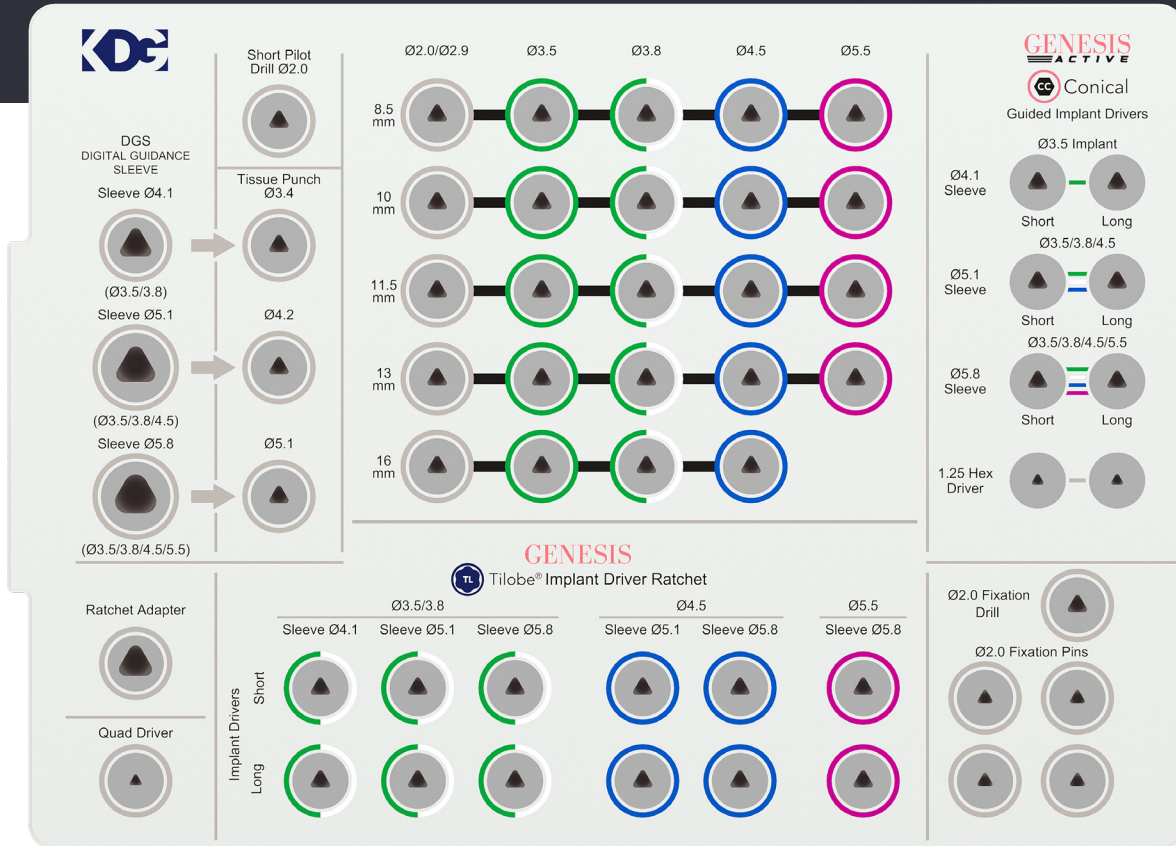 KDG
Short Pilot
Drill Ø2.0
DGS
DIGITAL GUIDANCE
SLEEVE
Sleeve Ø4.1
(Ø3.5/3.8)
Sleeve Ø5.1
(Ø3.5/3.8/4.5)
Sleeve Ø5.8
(Ø3.5/3.8/4.5/5.5)
Tissue Punch
Ø3.4
Ø4.2
Ø5.1
Ø2.0/Ø2.9 Ø3.5 Ø3.8 Ø4.5 Ø5.5
8.5
mm
10
mm
11.5
mm
13
mm
16
mm
GENESIS
ACTIVE
CC Conical
Guided Implant Drivers
Ø3.5 Implant
Ø4.1
Sleeve
Short Long
Ø3.5/3.8/4.5
Ø5.1
Sleeve
Short Long
Ø3.5/3.8/4.5/5.5
Ø5.8
Sleeve
Short Long
1.25 Hex
Driver
Ratchet Adapter
Quad Driver
GENESIS
TL Tilobe® Implant Driver Ratchet
Ø3.5/3.8 Ø4.5 Ø5.5
Sleeve Ø4.1 Sleeve Ø5.1 Sleeve Ø5.8 Sleeve Ø5.1 Sleeve Ø5.8 Sleeve Ø5.8
Implant Drivers
Short
Long
Ø2.0 Fixation
Drill
Ø2.0 Fixation Pins